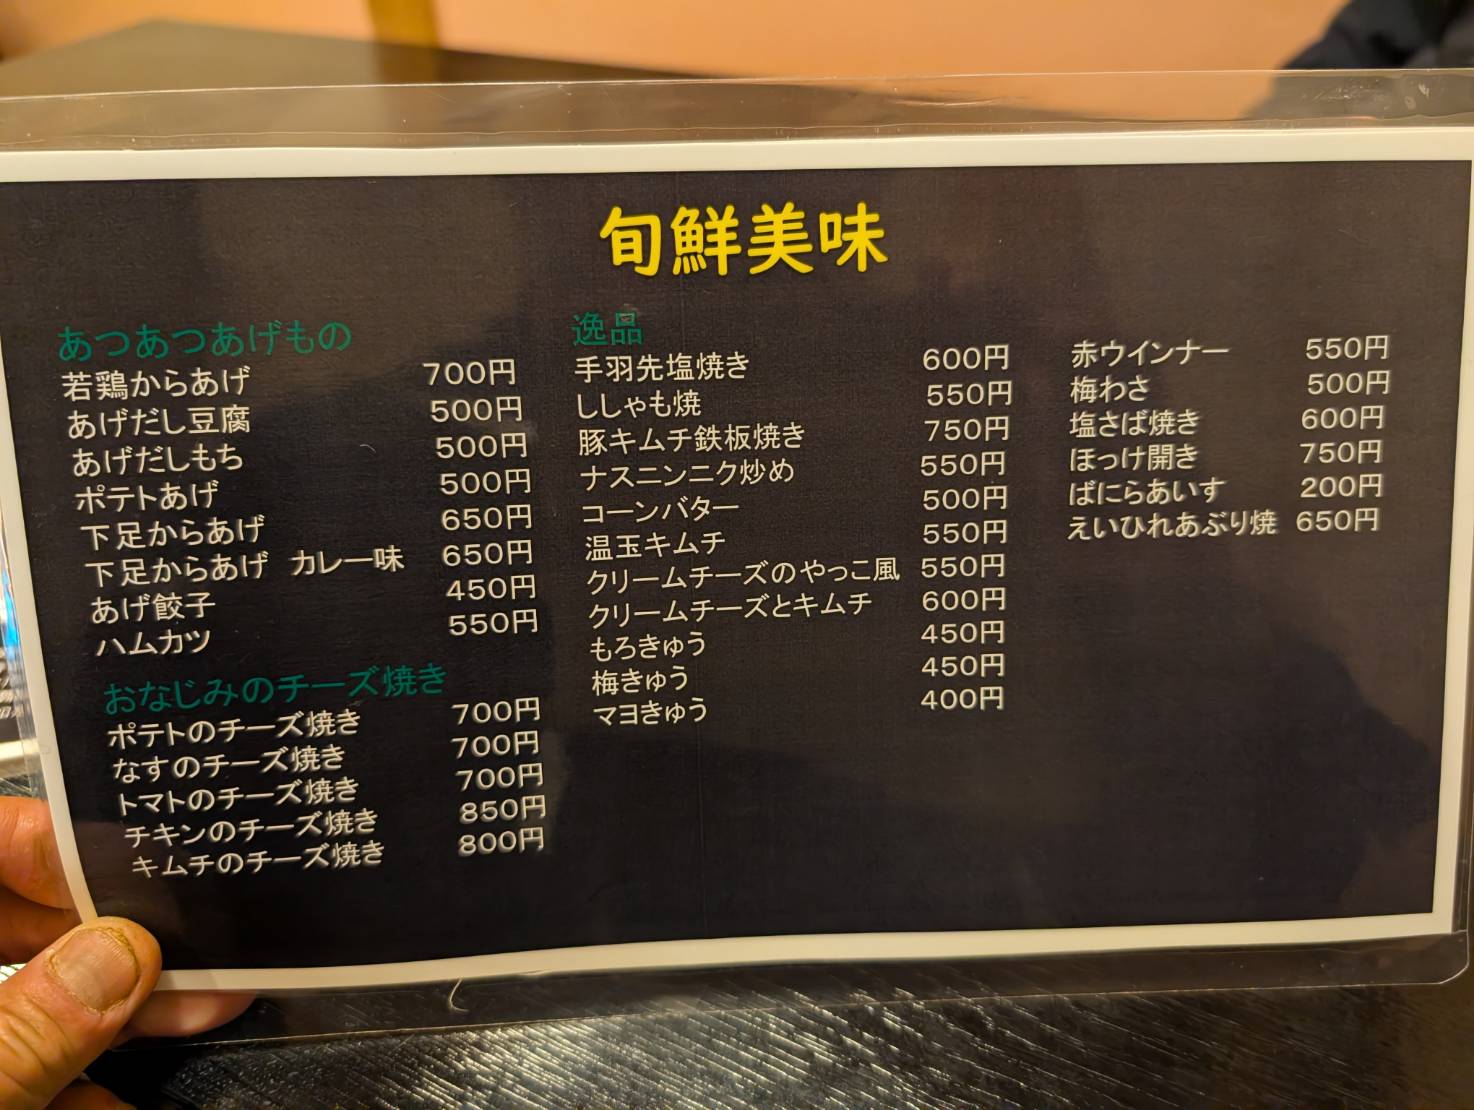 旬鮮美味
あつあつあげもの
若鶏からあげ 700円
あげだし豆腐 500円
あげだしもち 500円
ポテトあげ 500円
下足からあげ 650円
下足からあげ カレー味 650円
あげ餃子 450円
ハムカツ 550円
おなじみのチーズ焼き
ポテトのチーズ焼き 700円
なすのチーズ焼き 700円
トマトのチーズ焼き 700円
チキンのチーズ焼き 850円
キムチのチーズ焼き 800円
逸品
手羽先塩焼き 600円
ししゃも焼 550円
豚キムチ鉄板焼き 750円
ナスニンニク炒め 550円
コーンバター 500円
温玉キムチ 550円
クリームチーズのやっこ風 550円
クリームチーズとキムチ 600円
もろきゅう 450円
梅きゅう 450円
マヨきゅう 400円
赤ウインナー 550円
梅わさ 500円
塩さば焼き 600円
ほっけ開き 750円
ばにらあいす 200円
えいひれあぶり焼 650円